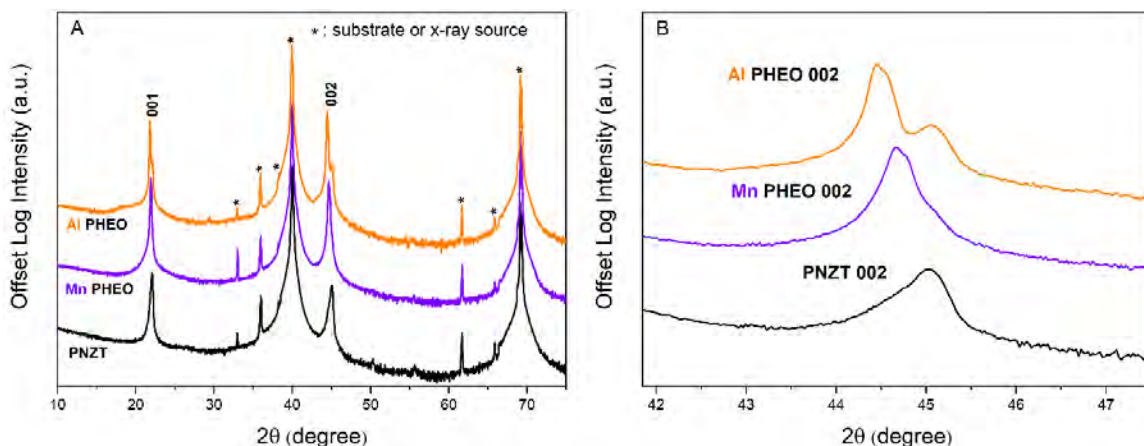 A
* : substrate or x-ray source
Offset Log Intensity (a.u.)
001
002
*
*
*
*
*
*
*
Al PHEO
Mn PHEO
PNZT
10 20 30 40 50 60 70
2θ (degree)
B
Offset Log Intensity (a.u.)
Al PHEO 002
Mn PHEO 002
PNZT 002
42 43 44 45 46 47
2θ (degree)